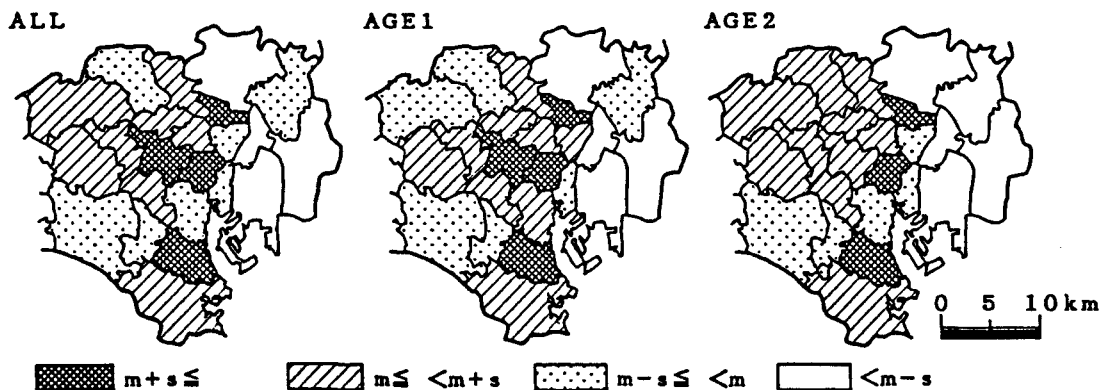 ALL AGE1 AGE2
0 5 10km
m+s≦ m≦ <m+s m-s≦ <m <m-s